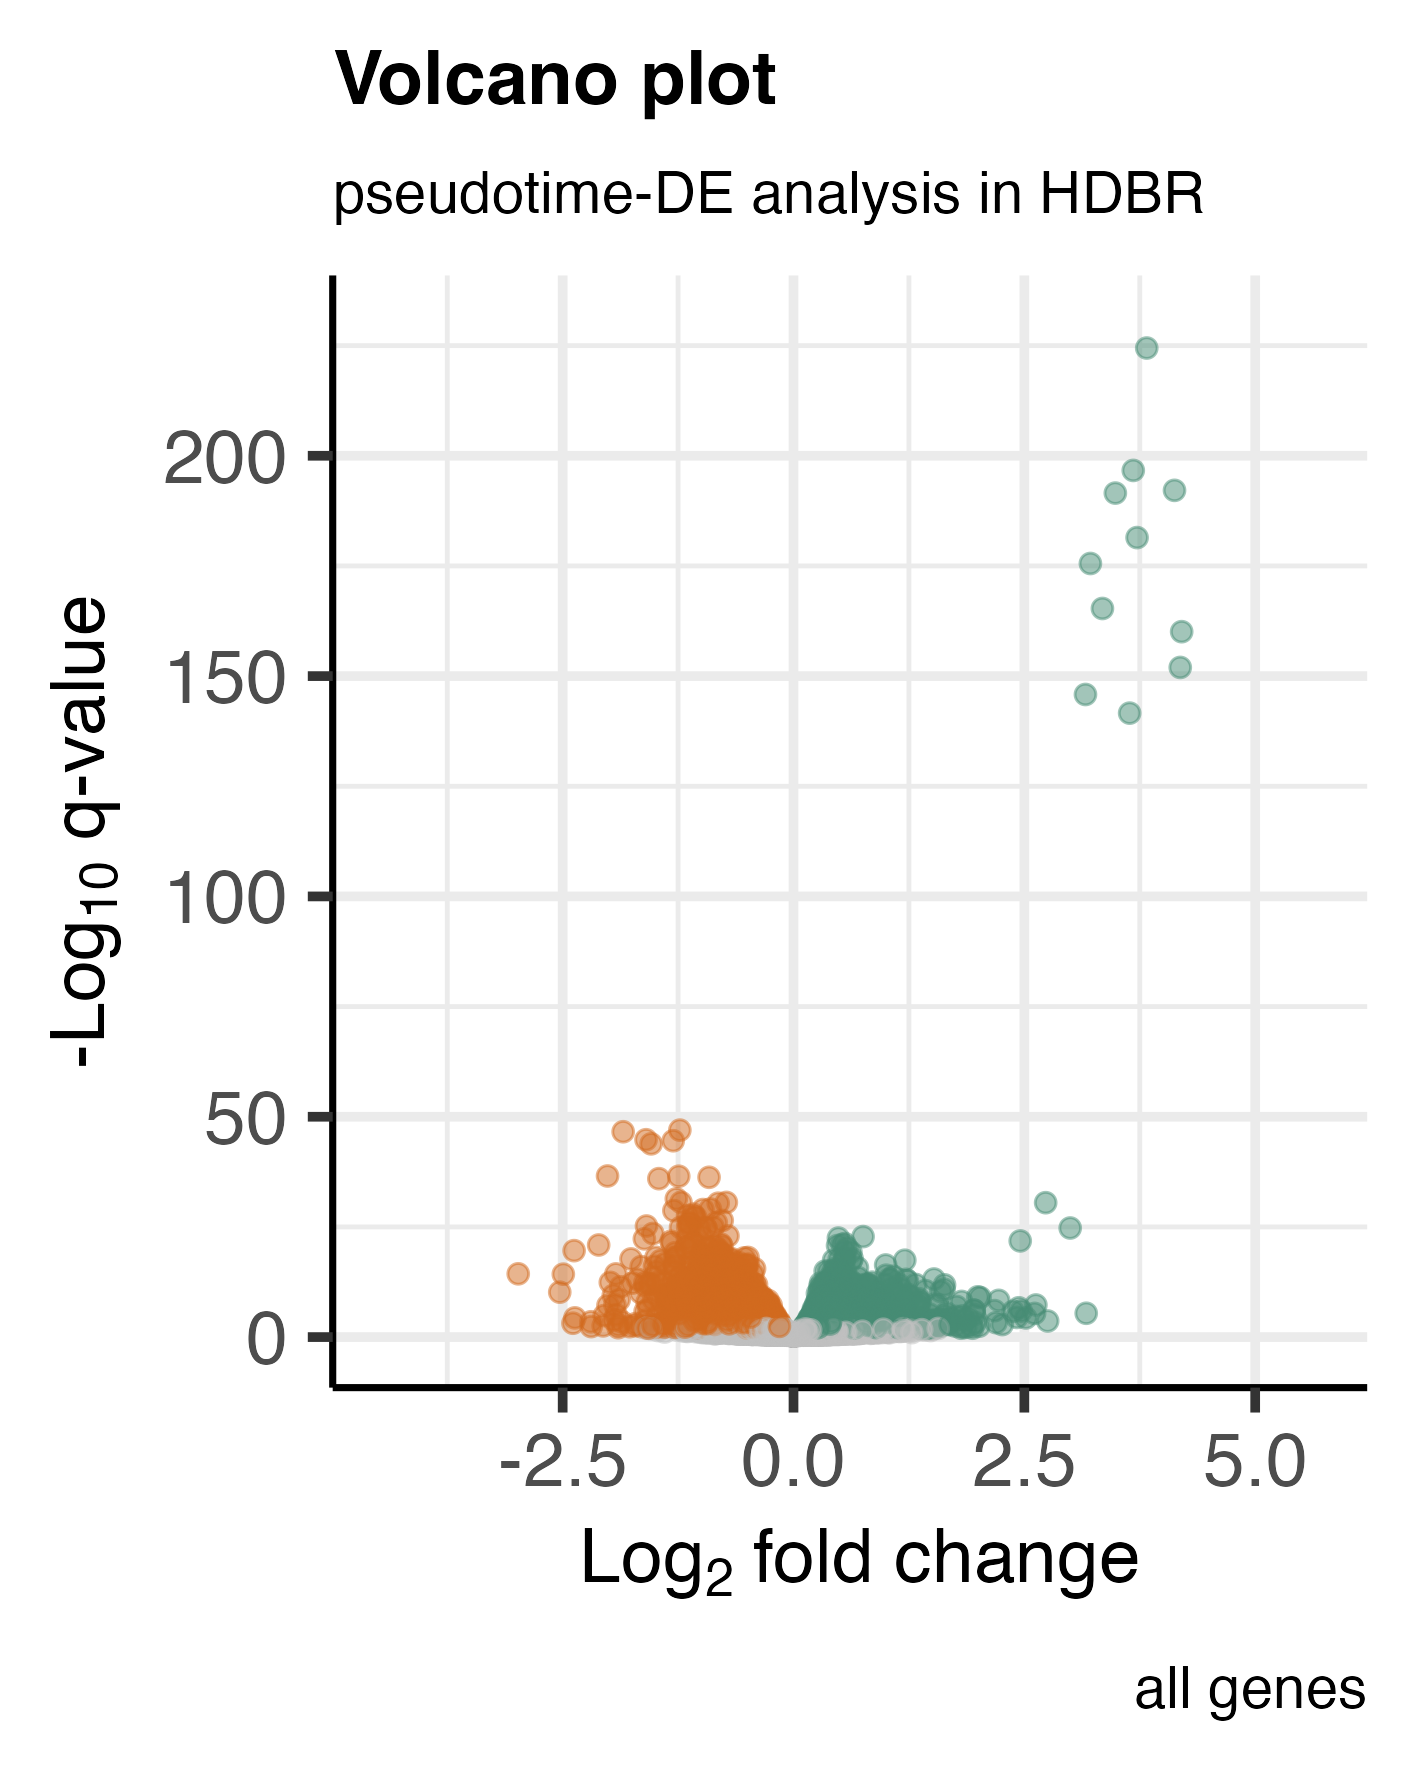 Volcano plot
pseudotime-DE analysis in HDBR
-Log₁₀ q-value
200
150
100
50
0
-2.5 0.0 2.5 5.0
Log₂ fold change
all genes